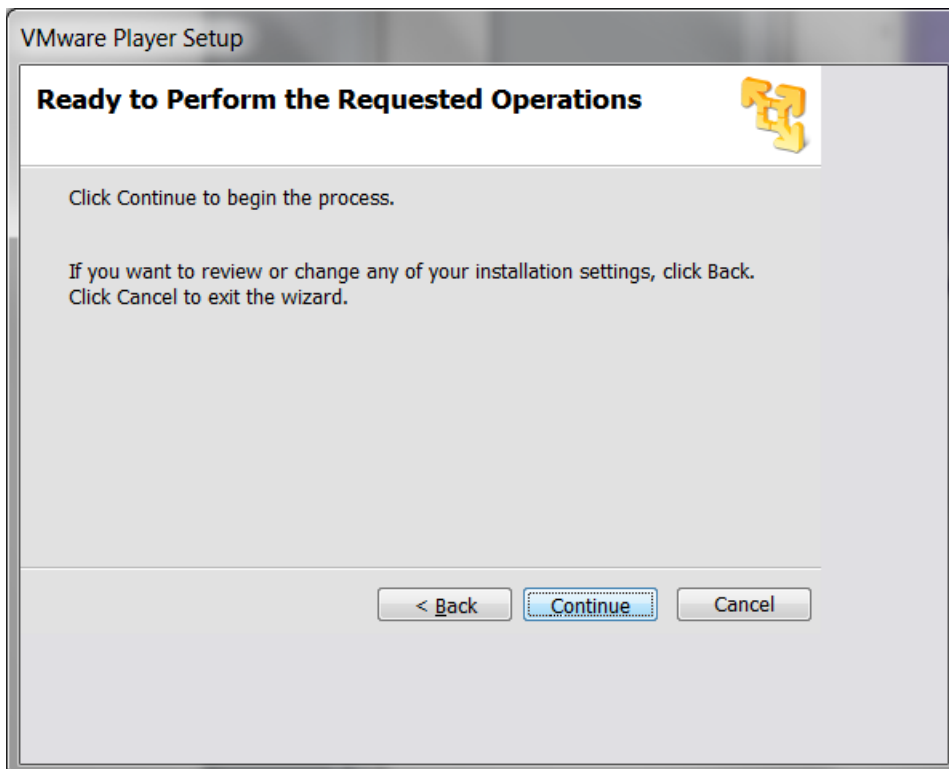 VMware Player Setup
Ready to Perform the Requested Operations
Click Continue to begin the process.
If you want to review or change any of your installation settings, click Back.
Click Cancel to exit the wizard.
< Back
Continue
Cancel